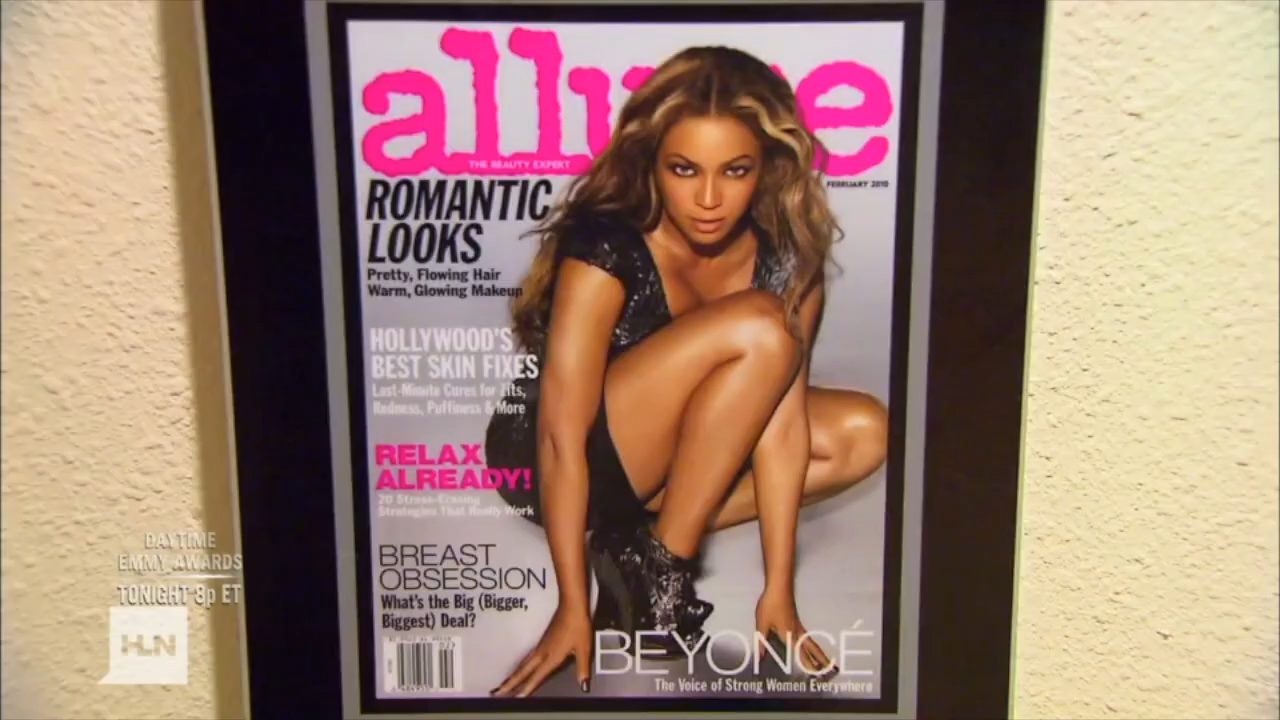 allure
THE BEAUTY EXPERT
FEBRUARY 2010
ROMANTIC
LOOKS
Pretty, Flowing Hair
Warm, Glowing Makeup
HOLLYWOOD'S
BEST SKIN FIXES
Last-Minute Cures for Zits,
Redness, Puffiness & More
RELAX
ALREADY!
20 Stress-Erasing
Strategies That Really Work
BREAST
OBSESSION
What's the Big (Bigger,
Biggest) Deal?
BEYONCÉ
The Voice of Strong Women Everywhere
DAYTIME
EMMY AWARDS
TONIGHT 8p ET
HLN